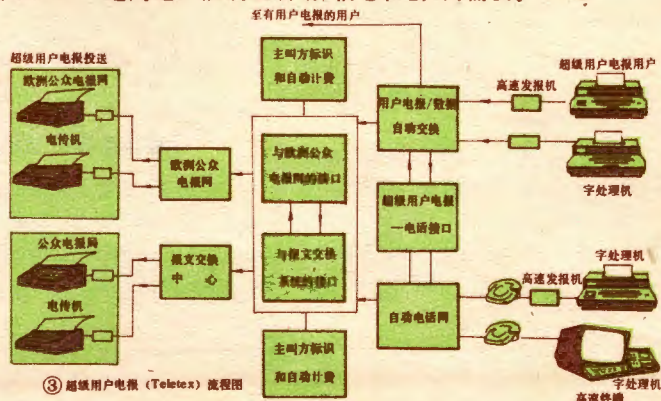 至有用户电报的用户
超级用户电报投送
欧洲公众电报网
电传机
欧洲公众
电报网
主叫方标识
和自动计费
与欧洲公众
电报网的接口
与报文交换
系统的接口
主叫方标识
和自动计费
用户电报/数据
自动交换
超级用户电报
—电话接口
自动电话网
高速发报机
超级用户电报用户
字处理机
公众电报局
电传机
报文交换
中 心
字处理机
高速发报机
字处理机
高速终端
③ 超级用户电报（Teletex）流程图